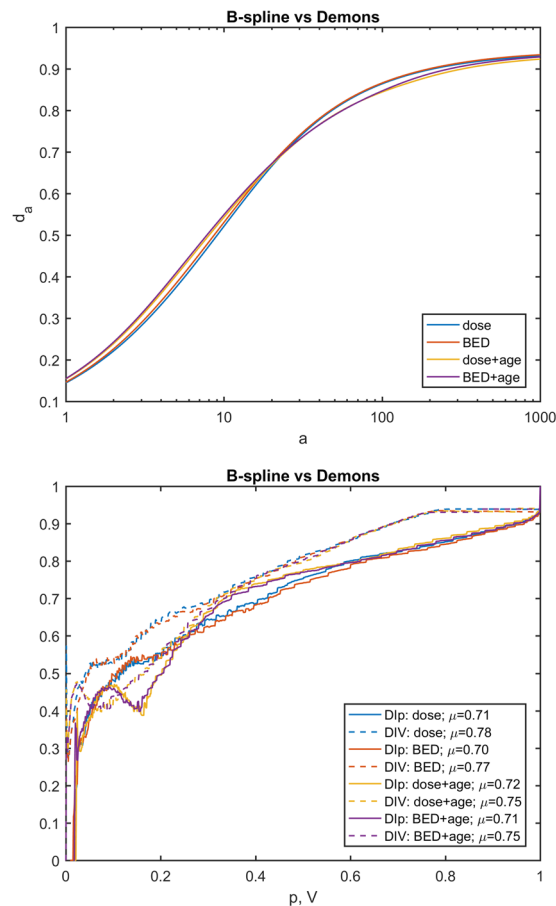 B-spline vs Demons
1
0.9
0.8
0.7
0.6
0.5
0.4
0.3
0.2
0.1
d_a
dose
BED
dose+age
BED+age
1 10 100 1000
a
B-spline vs Demons
1
0.9
0.8
0.7
0.6
0.5
0.4
0.3
0.2
0.1
0
DIp: dose; μ=0.71
DIV: dose; μ=0.78
DIp: BED; μ=0.70
DIV: BED; μ=0.77
DIp: dose+age; μ=0.72
DIV: dose+age; μ=0.75
DIp: BED+age; μ=0.71
DIV: BED+age; μ=0.75
0 0.2 0.4 0.6 0.8 1
p, V